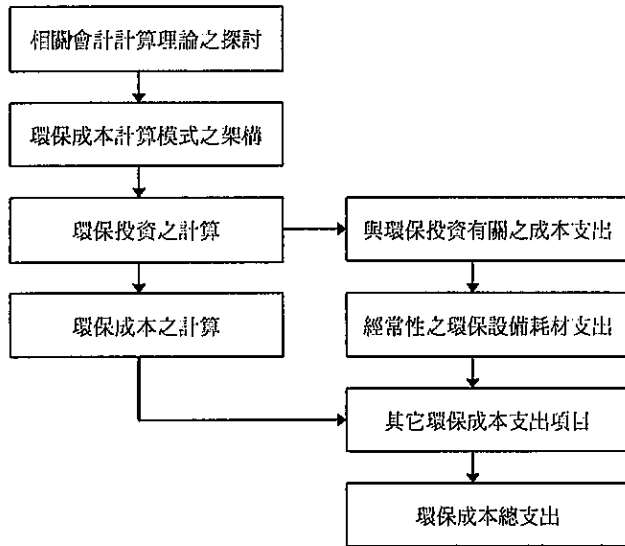 相關會計計算理論之探討
環保成本計算模式之架構
環保投資之計算
與環保投資有關之成本支出
環保成本之計算
經常性之環保設備耗材支出
其它環保成本支出項目
環保成本總支出